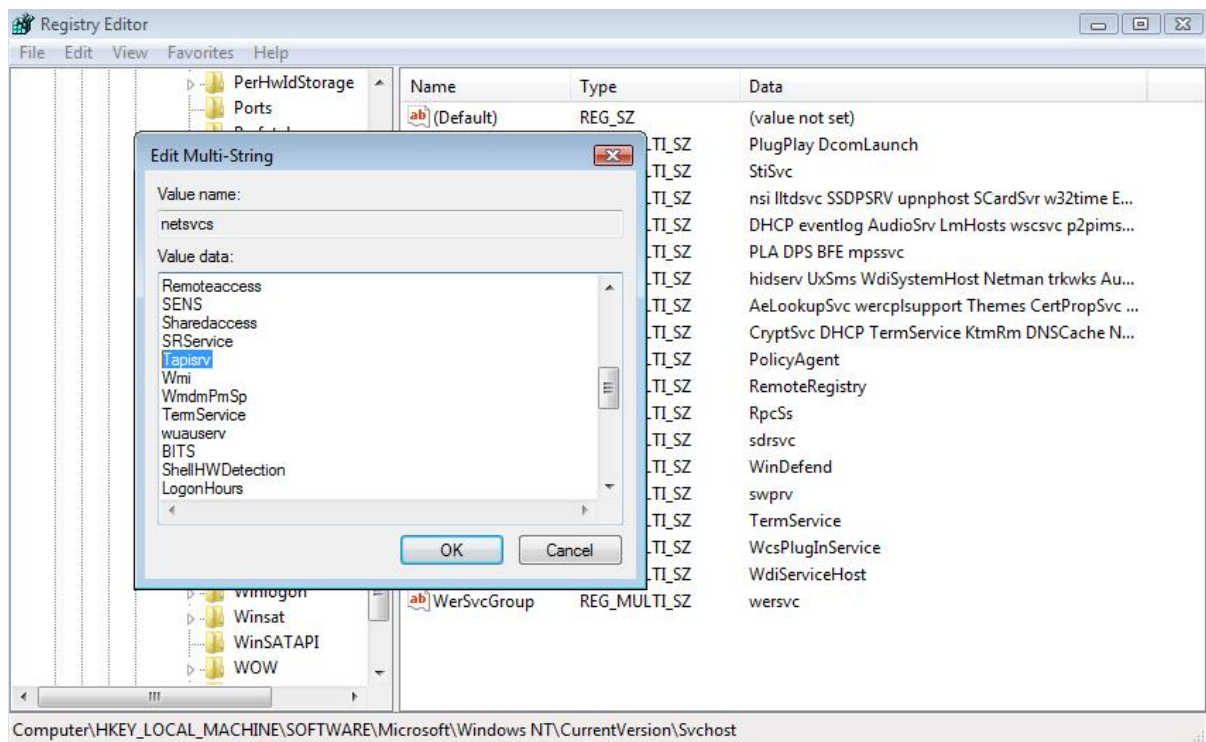 Registry Editor
File Edit View Favorites Help
PerHwIdStorage
Ports
Name Type Data
(Default) REG_SZ (value not set)
TI_SZ PlugPlay DcomLaunch
TI_SZ StiSvc
TI_SZ nsi lltdsvc SSDPSRV upnphost SCardSvr w32time E...
TI_SZ DHCP eventlog AudioSrv LmHosts wscsvc p2pims...
TI_SZ PLA DPS BFE mpssvc
TI_SZ hidserv UxSms WdiSystemHost Netman trkwks Au...
TI_SZ AeLookupSvc wercplsupport Themes CertPropSvc ...
TI_SZ CryptSvc DHCP TermService KtmRm DNSCache N...
TI_SZ PolicyAgent
TI_SZ RemoteRegistry
TI_SZ RpcSs
TI_SZ sdrsvc
TI_SZ WinDefend
TI_SZ swprv
TI_SZ TermService
TI_SZ WcsPlugInService
TI_SZ WdiServiceHost
WerSvcGroup REG_MULTI_SZ wersvc
Edit Multi-String
Value name:
netsvcs
Value data:
Remoteaccess
SENS
Sharedaccess
SRService
Tapisrv
Wmi
WmdmPmSp
TermService
wuauserv
BITS
ShellHWDetection
LogonHours
OK Cancel
Winlogon
Winsat
WinSATAPI
WOW
Computer\HKEY_LOCAL_MACHINE\SOFTWARE\Microsoft\Windows NT\CurrentVersion\Svchost